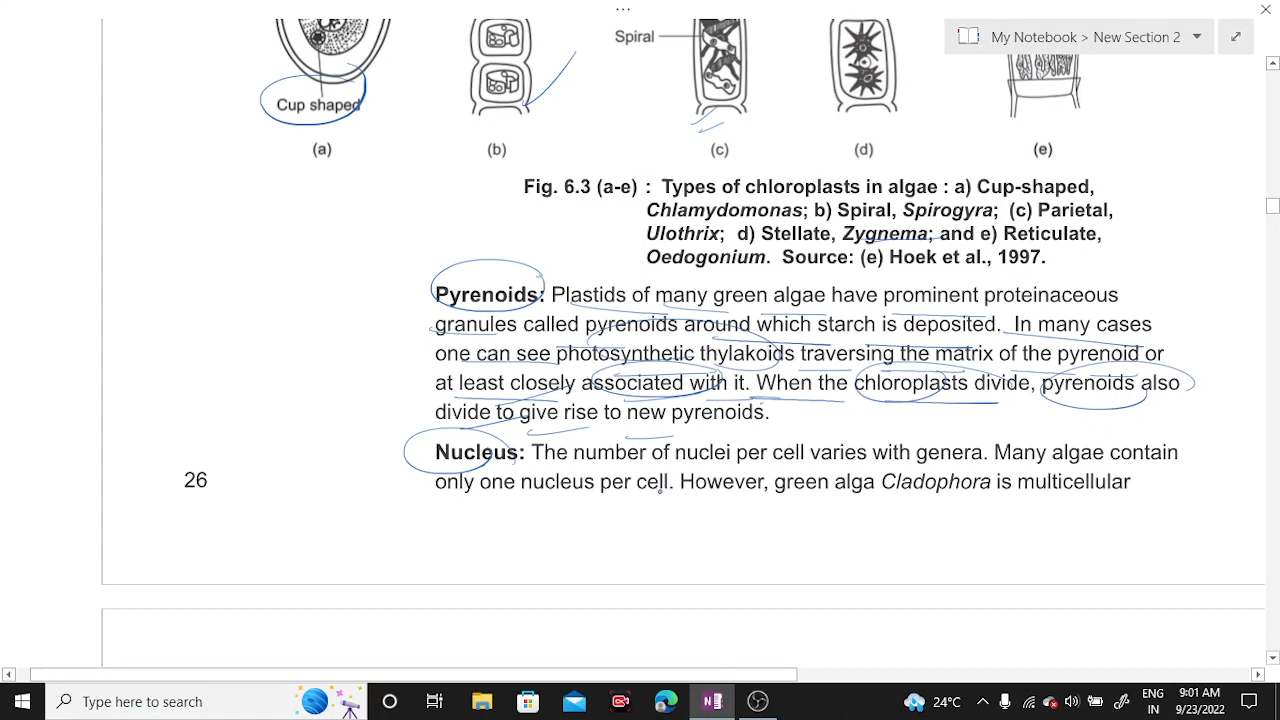 My Notebook > New Section 2
Spiral
Cup shaped
(a)
(b)
(c)
(d)
(e)
Fig. 6.3 (a-e) : Types of chloroplasts in algae : a) Cup-shaped,
Chlamydomonas; b) Spiral, Spirogyra; (c) Parietal,
Ulothrix; d) Stellate, Zygnema; and e) Reticulate,
Oedogonium. Source: (e) Hoek et al., 1997.
Pyrenoids: Plastids of many green algae have prominent proteinaceous
granules called pyrenoids around which starch is deposited. In many cases
one can see photosynthetic thylakoids traversing the matrix of the pyrenoid or
at least closely associated with it. When the chloroplasts divide, pyrenoids also
divide to give rise to new pyrenoids.
Nucleus: The number of nuclei per cell varies with genera. Many algae contain
26
only one nucleus per cell. However, green alga Cladophora is multicellular
Type here to search
24°C
ENG
IN
9:01 AM
9/23/2022